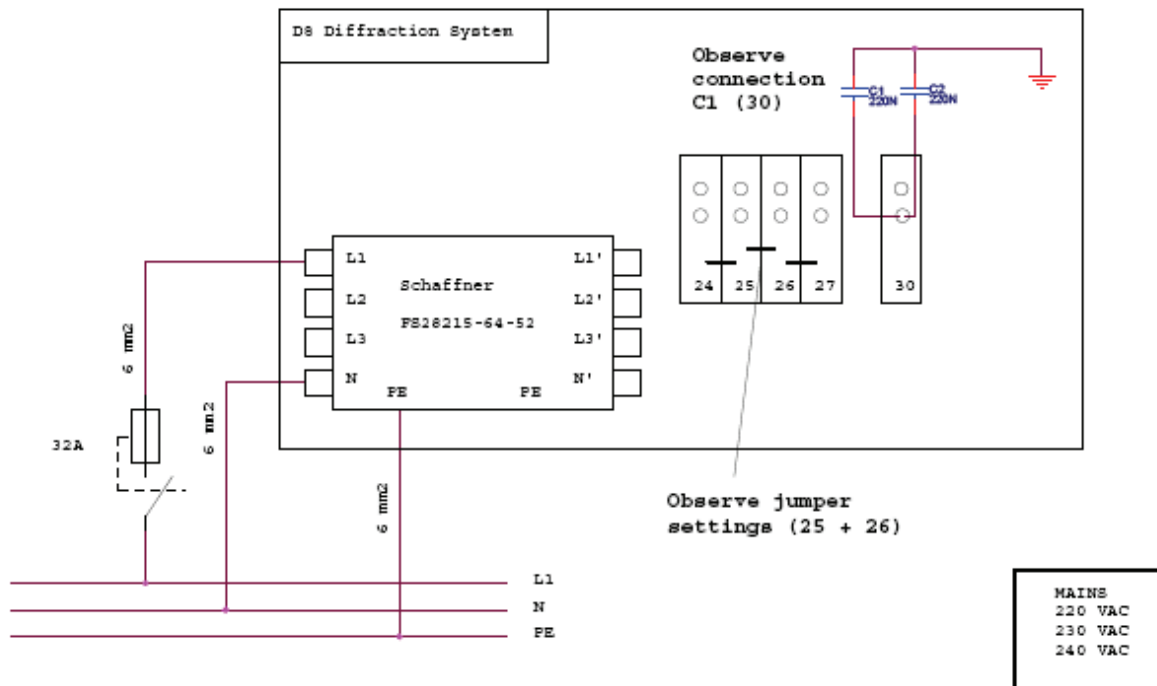 D8 Diffraction System
Observe
connection
C1 (30)
C1
220N
C2
220N
24
25
26
27
30
L1
L2
L3
N
PE
Schaffner
FS28215-64-52
PE
L1'
L2'
L3'
N'
6 mm2
6 mm2
6 mm2
32A
Observe jumper
settings (25 + 26)
L1
N
PE
MAINS
220 VAC
230 VAC
240 VAC